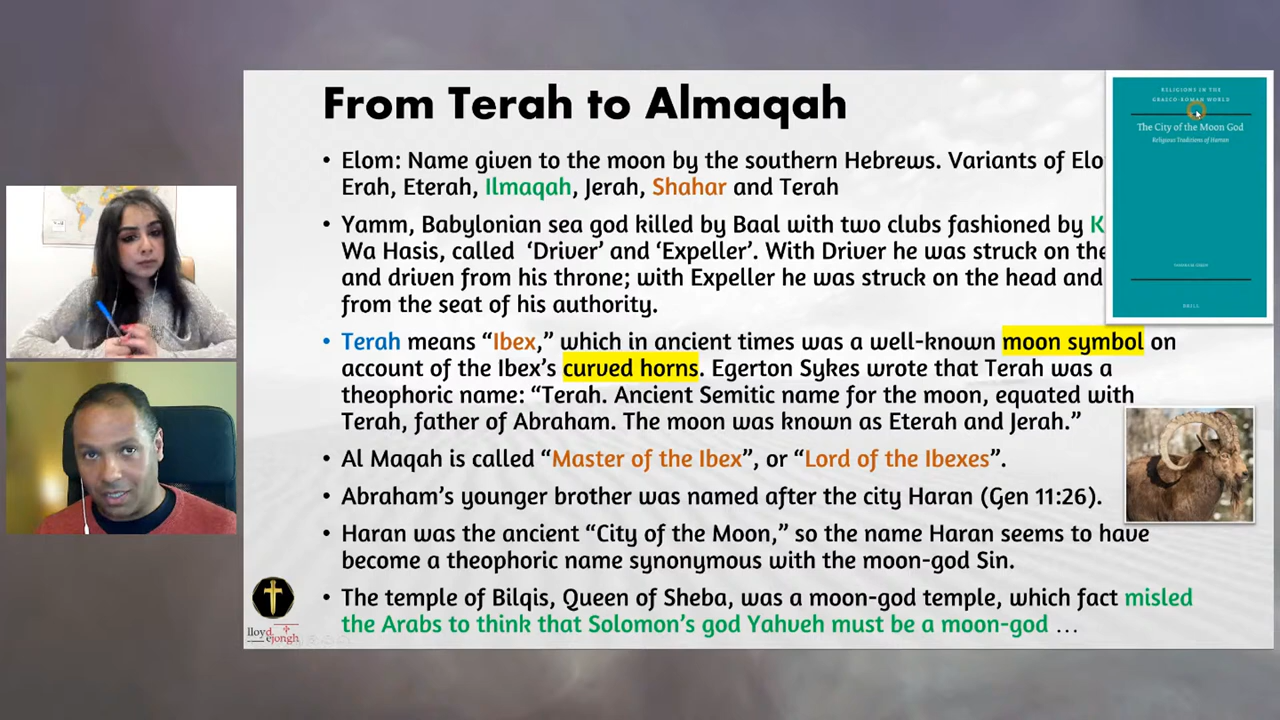 From Terah to Almaqah
• Elom: Name given to the moon by the southern Hebrews. Variants of Elo
Erah, Eterah, Ilmaqah, Jerah, Shahar and Terah
• Yamm, Babylonian sea god killed by Baal with two clubs fashioned by K
Wa Hasis, called 'Driver' and 'Expeller'. With Driver he was struck on the
and driven from his throne; with Expeller he was struck on the head and
from the seat of his authority.
• Terah means “Ibex,” which in ancient times was a well-known moon symbol on
account of the Ibex’s curved horns. Egerton Sykes wrote that Terah was a
theophoric name: “Terah. Ancient Semitic name for the moon, equated with
Terah, father of Abraham. The moon was known as Eterah and Jerah.”
• Al Maqah is called “Master of the Ibex”, or “Lord of the Ibexes”.
• Abraham’s younger brother was named after the city Haran (Gen 11:26).
• Haran was the ancient “City of the Moon,” so the name Haran seems to have
become a theophoric name synonymous with the moon-god Sin.
• The temple of Bilqis, Queen of Sheba, was a moon-god temple, which fact misled
the Arabs to think that Solomon’s god Yahveh must be a moon-god …
RELIGIONS IN THE
GRAECO-ROMAN WORLD
The City of the Moon God
Religious Traditions of Harran
BRILL
lloyd
ejongh